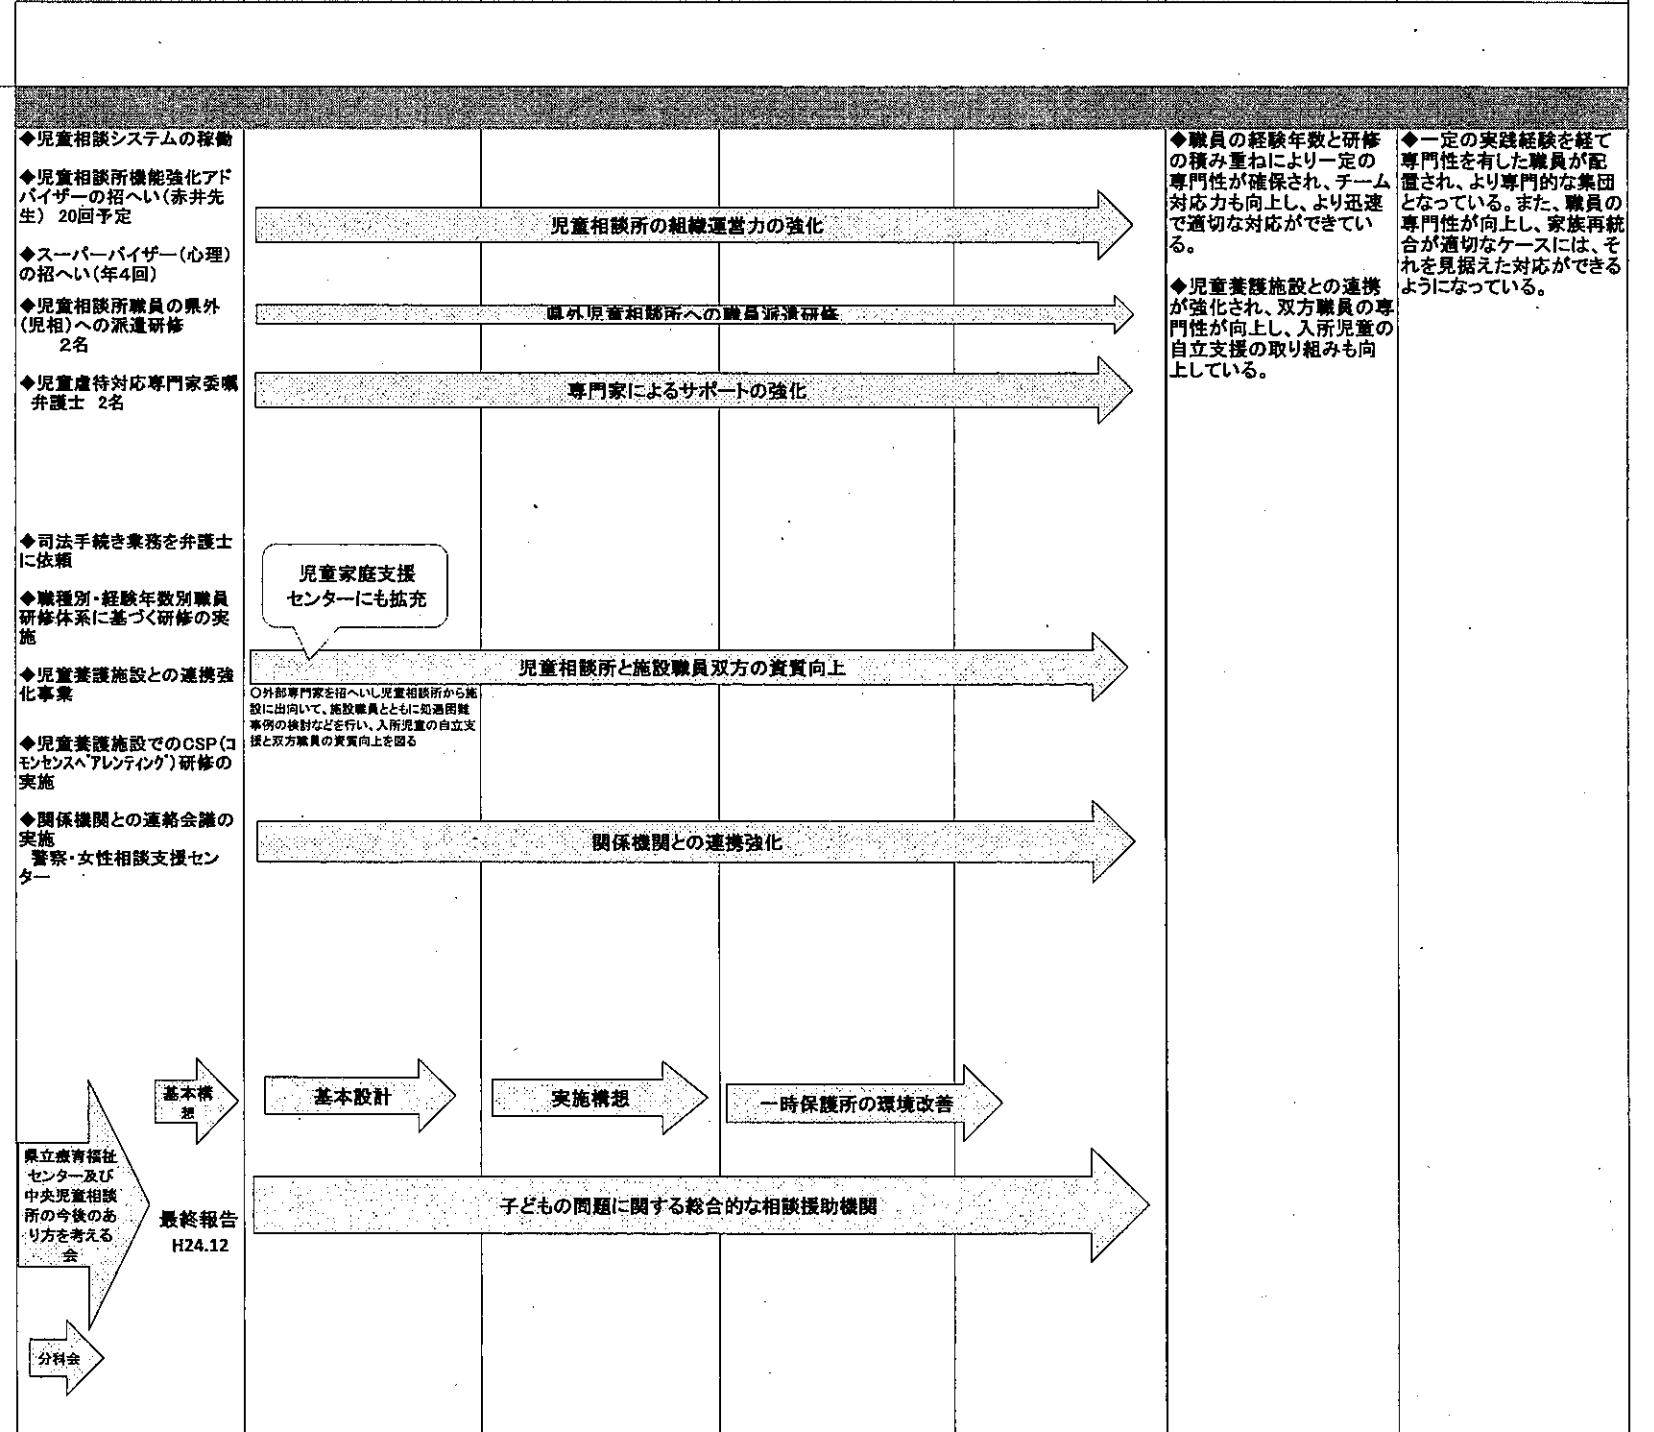 ◆児童相談システムの稼働
◆児童相談所機能強化アド
バイザーの招へい(赤井先
生) 20回予定
◆スーパーバイザー(心理)
の招へい(年4回)
◆児童相談所職員の県外
(児相)への派遣研修
2名
◆児童虐待対応専門家委嘱
弁護士 2名
◆司法手続き業務を弁護士
に依頼
◆職種別・経験年数別職員
研修体系に基づく研修の実
施
◆児童養護施設との連携強
化事業
◆児童養護施設でのCSP(コ
モンセンスペアレンティング)研修の
実施
◆関係機関との連絡会議の
実施
警察・女性相談支援セン
ター
児童相談所の組織運営力の強化
県外児童相談所への職員派遣研修
専門家によるサポートの強化
児童家庭支援
センターにも拡充
児童相談所と施設職員双方の資質向上
○外部専門家を招へいし児童相談所から施
設に出向いて、施設職員とともに処遇困難
事例の検討などを行い、入所児童の自立支
援と双方職員の資質向上を図る
関係機関との連携強化
基本構
想
基本設計
実施構想
一時保護所の環境改善
県立療育福祉
センター及び
中央児童相談
所の今後のあ
り方を考える
会
最終報告
H24.12
子どもの問題に関する総合的な相談援助機関
分科会
◆職員の経験年数と研修
の積み重ねにより一定の
専門性が確保され、チーム
対応力も向上し、より迅速
で適切な対応ができてい
る。
◆児童養護施設との連携
が強化され、双方職員の専
門性が向上し、入所児童の
自立支援の取り組みも向
上している。
◆一定の実践経験を経て
専門性を有した職員が配
置され、より専門的な集団
となっている。また、職員の
専門性が向上し、家族再統
合が適切なケースには、そ
れを見据えた対応ができる
ようになっている。